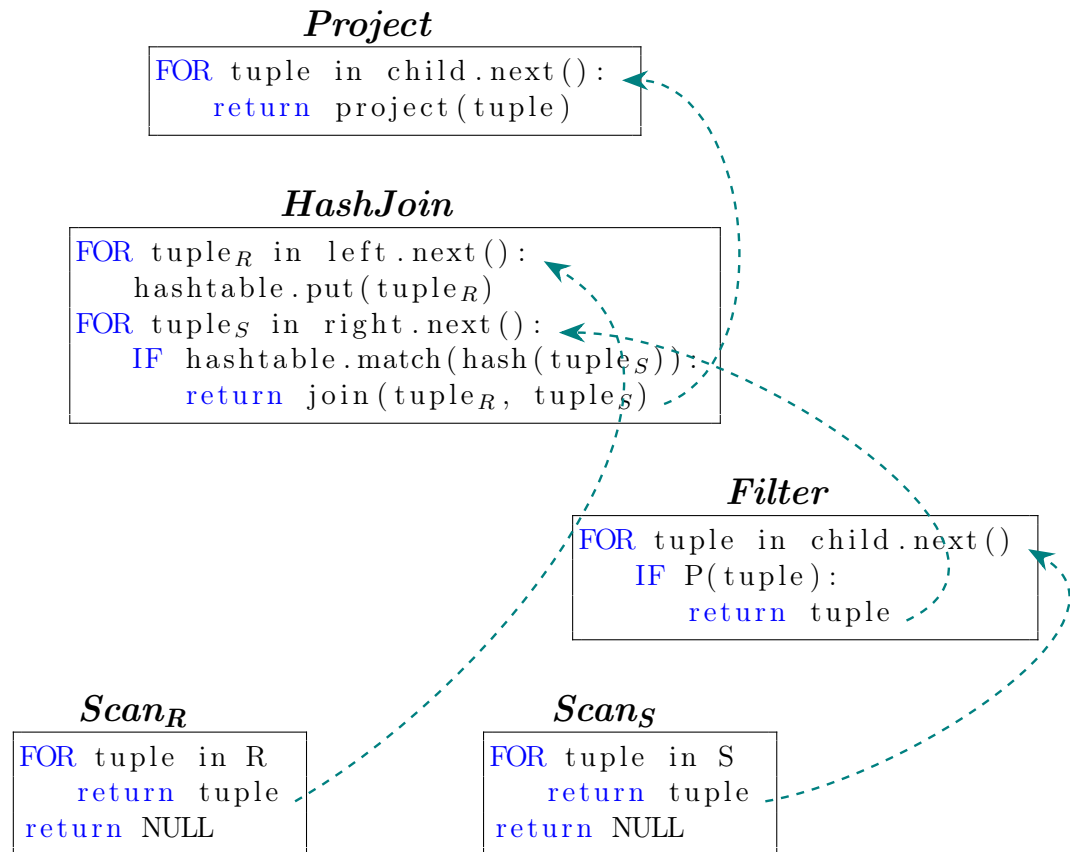 Project
FOR tuple in child.next():
return project(tuple)
HashJoin
FOR tuple_R in left.next():
hashtable.put(tuple_R)
FOR tuple_S in right.next():
IF hashtable.match(hash(tuple_S)):
return join(tuple_R, tuple_S)
Filter
FOR tuple in child.next()
IF P(tuple):
return tuple
Scan_R
FOR tuple in R
return tuple
return NULL
Scan_S
FOR tuple in S
return tuple
return NULL